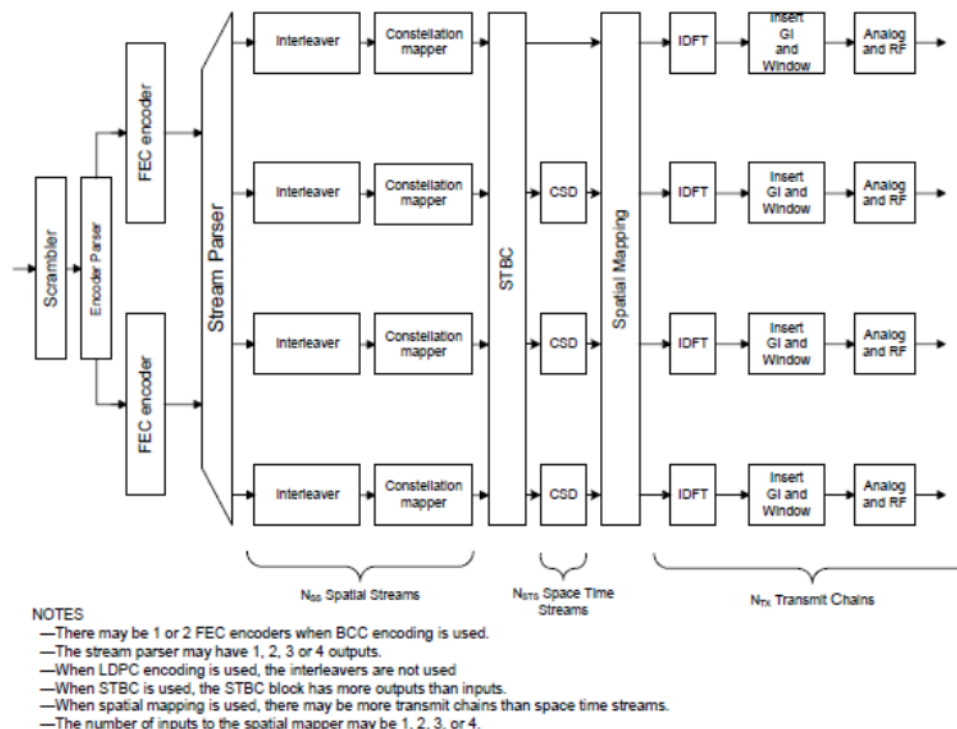 Scrambler
Encoder Parser
FEC encoder
FEC encoder
Stream Parser
Interleaver
Constellation
mapper
Interleaver
Constellation
mapper
Interleaver
Constellation
mapper
Interleaver
Constellation
mapper
STBC
CSD
CSD
CSD
Spatial Mapping
IDFT
Insert
GI
and
Window
Analog
and RF
IDFT
Insert
GI and
Window
Analog
and RF
IDFT
Insert
GI and
Window
Analog
and RF
IDFT
Insert
GI and
Window
Analog
and RF
NSS Spatial Streams
NSTS Space Time
Streams
NTX Transmit Chains
NOTES
—There may be 1 or 2 FEC encoders when BCC encoding is used.
—The stream parser may have 1, 2, 3 or 4 outputs.
—When LDPC encoding is used, the interleavers are not used
—When STBC is used, the STBC block has more outputs than inputs.
—When spatial mapping is used, there may be more transmit chains than space time streams.
—The number of inputs to the spatial mapper may be 1, 2, 3, or 4.